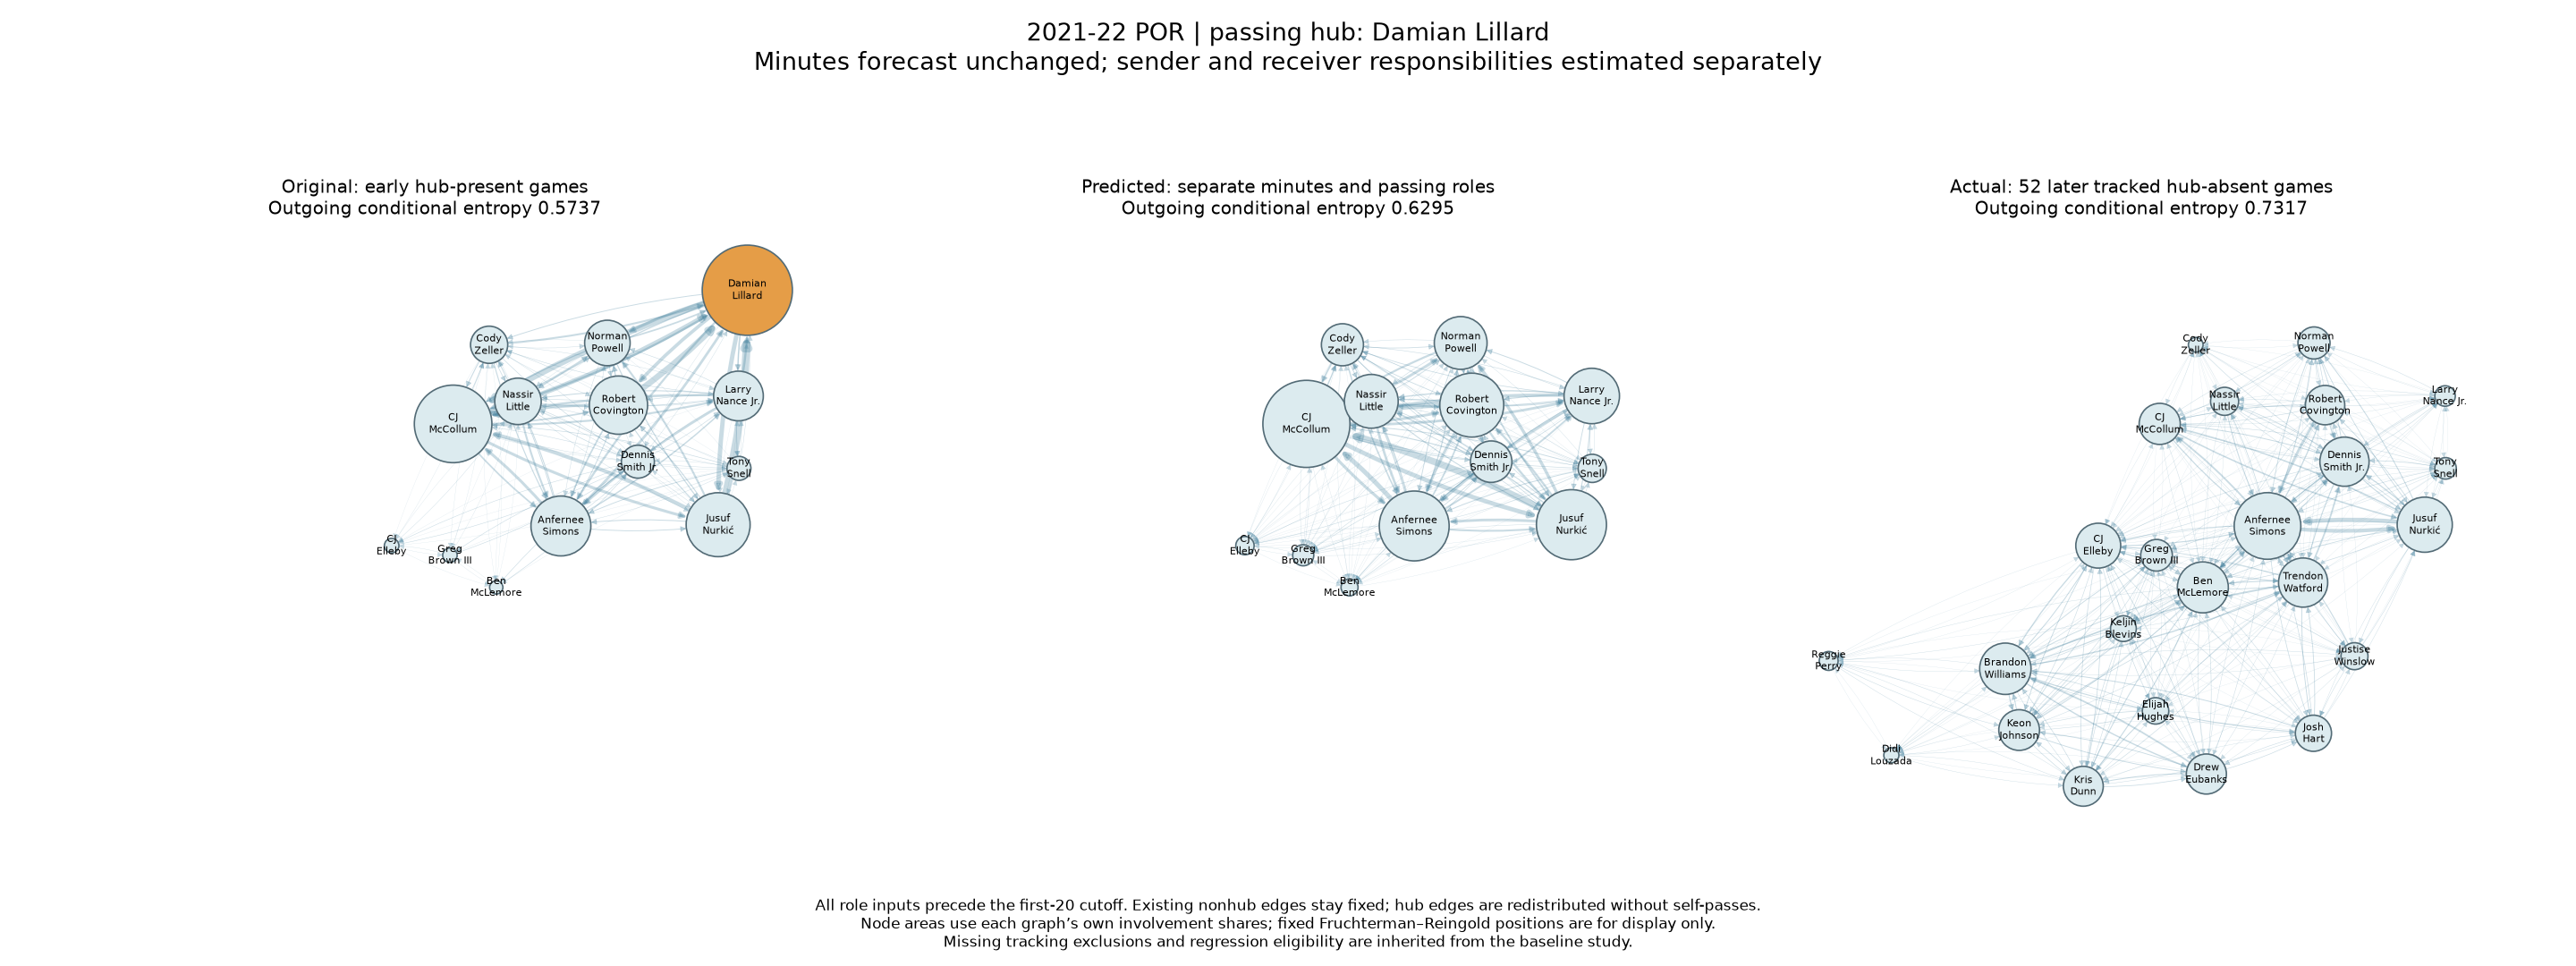 2021-22 POR | passing hub: Damian Lillard
Minutes forecast unchanged; sender and receiver responsibilities estimated separately
Original: early hub-present games
Outgoing conditional entropy 0.5737
Damian
Lillard
Cody
Zeller
Norman
Powell
Larry
Nance Jr.
Nassir
Little
Robert
Covington
CJ
McCollum
Dennis
Smith Jr.
Tony
Snell
Anfernee
Simons
Jusuf
Nurkić
CJ
Elleby
Greg
Brown III
Ben
McLemore
Predicted: separate minutes and passing roles
Outgoing conditional entropy 0.6295
Cody
Zeller
Norman
Powell
Larry
Nance Jr.
Nassir
Little
Robert
Covington
CJ
McCollum
Dennis
Smith Jr.
Tony
Snell
Anfernee
Simons
Jusuf
Nurkić
CJ
Elleby
Greg
Brown III
Ben
McLemore
Actual: 52 later tracked hub-absent games
Outgoing conditional entropy 0.7317
Cody
Zeller
Norman
Powell
Larry
Nance Jr.
Nassir
Little
Robert
Covington
CJ
McCollum
Dennis
Smith Jr.
Tony
Snell
Anfernee
Simons
Jusuf
Nurkić
CJ
Elleby
Greg
Brown III
Ben
McLemore
Trendon
Watford
Keljin
Blevins
Reggie
Perry
Brandon
Williams
Justise
Winslow
Elijah
Hughes
Keon
Johnson
Josh
Hart
Didi
Louzada
Kris
Dunn
Drew
Eubanks
All role inputs precede the first-20 cutoff. Existing nonhub edges stay fixed; hub edges are redistributed without self-passes.
Node areas use each graph’s own involvement shares; fixed Fruchterman–Reingold positions are for display only.
Missing tracking exclusions and regression eligibility are inherited from the baseline study.